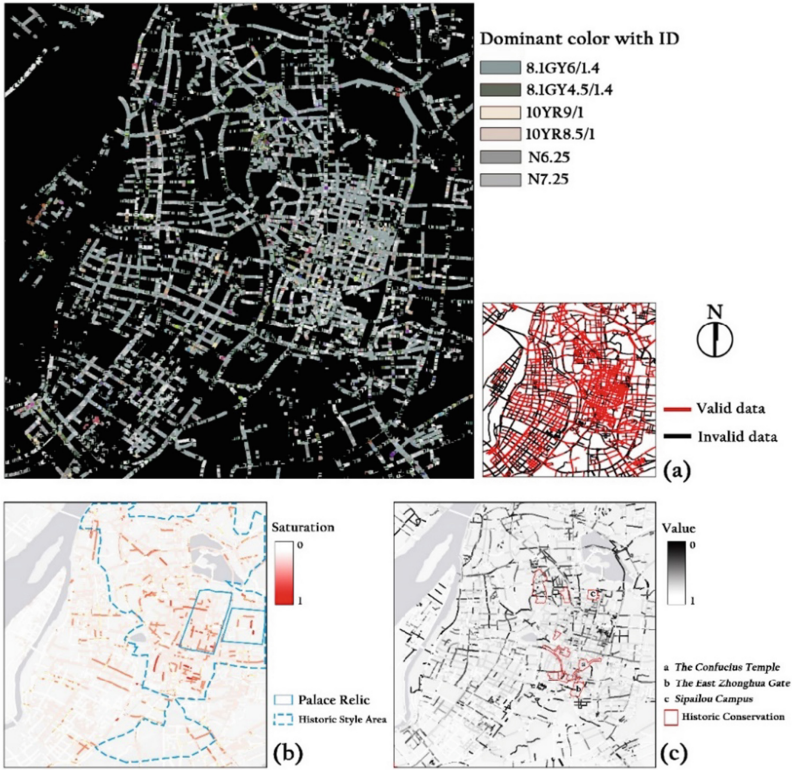 Dominant color with ID
8.1GY6/1.4
8.1GY4.5/1.4
10YR9/1
10YR8.5/1
N6.25
N7.25
N
Valid data
Invalid data
(a)
Saturation
0
1
Palace Relic
Historic Style Area
(b)
Value
0
1
a The Confucius Temple
b The East Zhonghua Gate
c Sipailou Campus
Historic Conservation
(c)